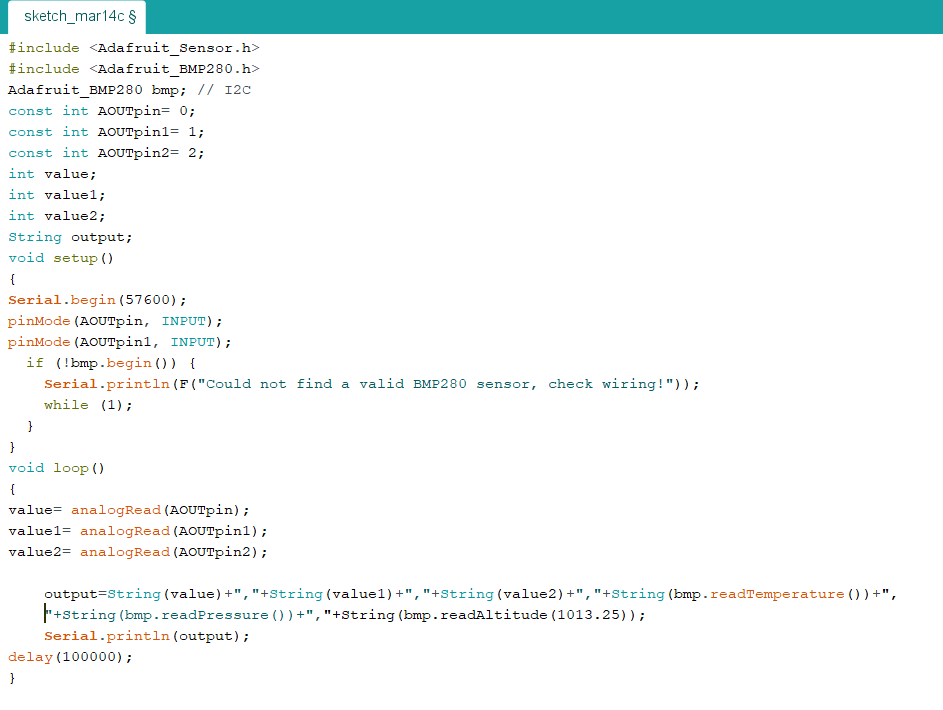 sketch_mar14c §
#include <Adafruit_Sensor.h>
#include <Adafruit_BMP280.h>
Adafruit_BMP280 bmp; // I2C
const int AOUTpin= 0;
const int AOUTpin1= 1;
const int AOUTpin2= 2;
int value;
int value1;
int value2;
String output;
void setup()
{
Serial.begin(57600);
pinMode(AOUTpin, INPUT);
pinMode(AOUTpin1, INPUT);
  if (!bmp.begin()) {
    Serial.println(F("Could not find a valid BMP280 sensor, check wiring!"));
    while (1);
  }
}
void loop()
{
value= analogRead(AOUTpin);
value1= analogRead(AOUTpin1);
value2= analogRead(AOUTpin2);
    output=String(value)+","+String(value1)+","+String(value2)+","+String(bmp.readTemperature())+",
    "+String(bmp.readPressure())+","+String(bmp.readAltitude(1013.25));
    Serial.println(output);
delay(100000);
}